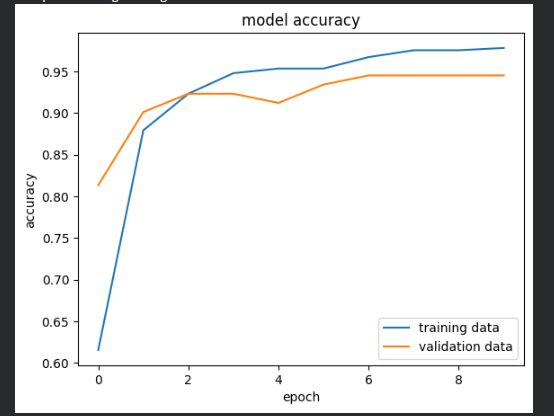 model accuracy
0.95
0.90
0.85
0.80
0.75
0.70
0.65
0.60
accuracy
0 2 4 6 8
epoch
training data
validation data